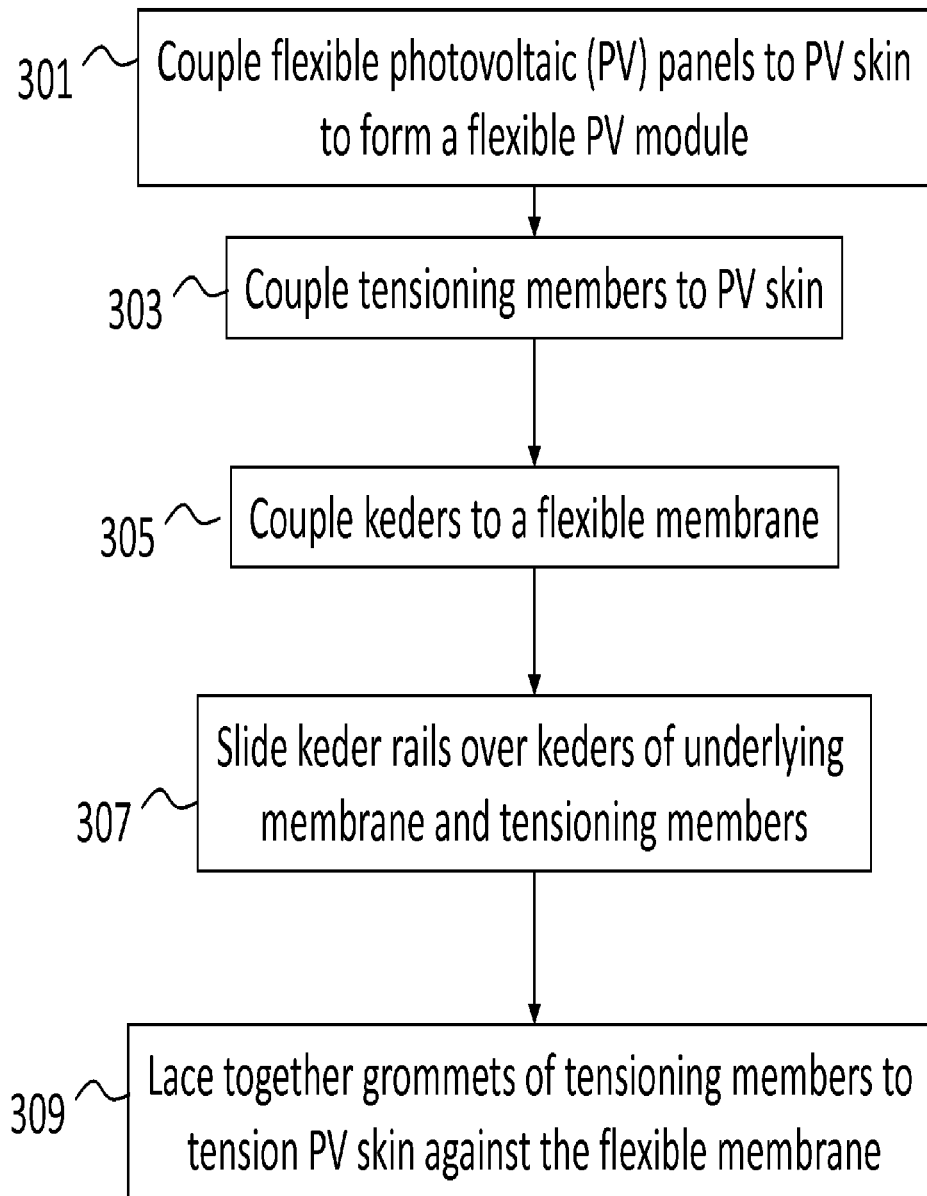 301
Couple flexible photovoltaic (PV) panels to PV skin
to form a flexible PV module
303
Couple tensioning members to PV skin
305
Couple keders to a flexible membrane
307
Slide keder rails over keders of underlying
membrane and tensioning members
309
Lace together grommets of tensioning members to
tension PV skin against the flexible membrane